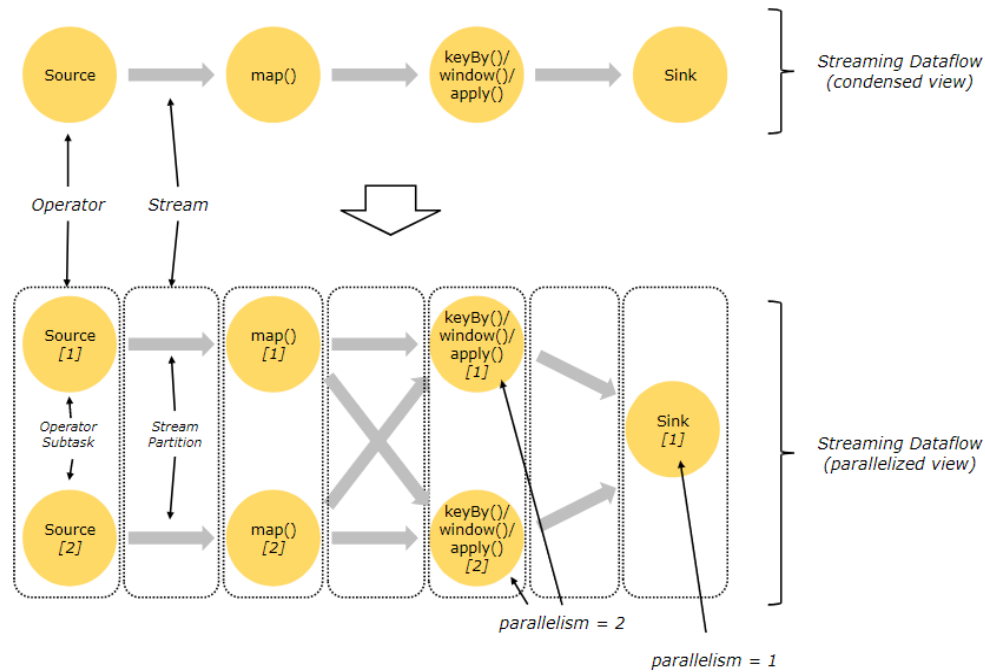 Source
map()
keyBy()/
window()/
apply()
Sink
Streaming Dataflow
(condensed view)
Operator
Stream
Source
[1]
map()
[1]
keyBy()/
window()/
apply()
[1]
Operator
Subtask
Stream
Partition
Sink
[1]
Streaming Dataflow
(parallelized view)
Source
[2]
map()
[2]
keyBy()/
window()/
apply()
[2]
parallelism = 2
parallelism = 1